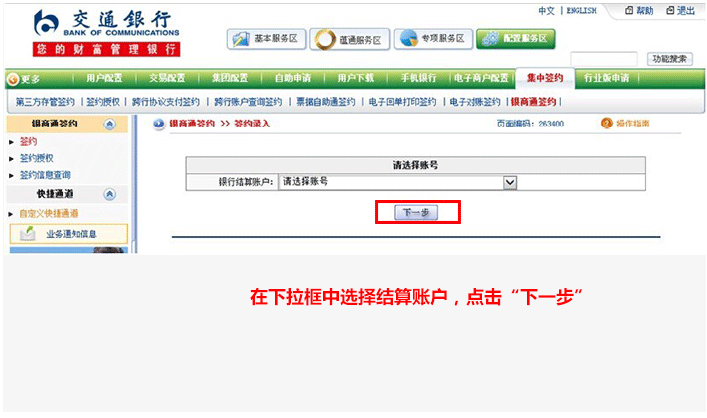 交通銀行
BANK OF COMMUNICATIONS
您的财富管理银行
中文 | ENGLISH 帮助 退出
基本服务区 蕴通服务区 专项服务区 配置服务区
功能搜索
更多 用户配置 交易配置 集团配置 自助申请 用户下载 手机银行 电子商户配置 集中签约 行业版申请
第三方存管签约 | 签约授权 | 跨行协议支付签约 | 跨行账户查询签约 | 票据自助通签约 | 电子回单打印签约 | 电子对账签约 | 银商通签约 |
银商通签约
签约
签约授权
签约信息查询
快捷通道
自定义快捷通道
业务通知信息
银商通签约 >> 签约录入 页面编码：263400 操作指南
请选择账号
银行结算账户： 请选择账号
下一步
在下拉框中选择结算账户，点击“下一步”